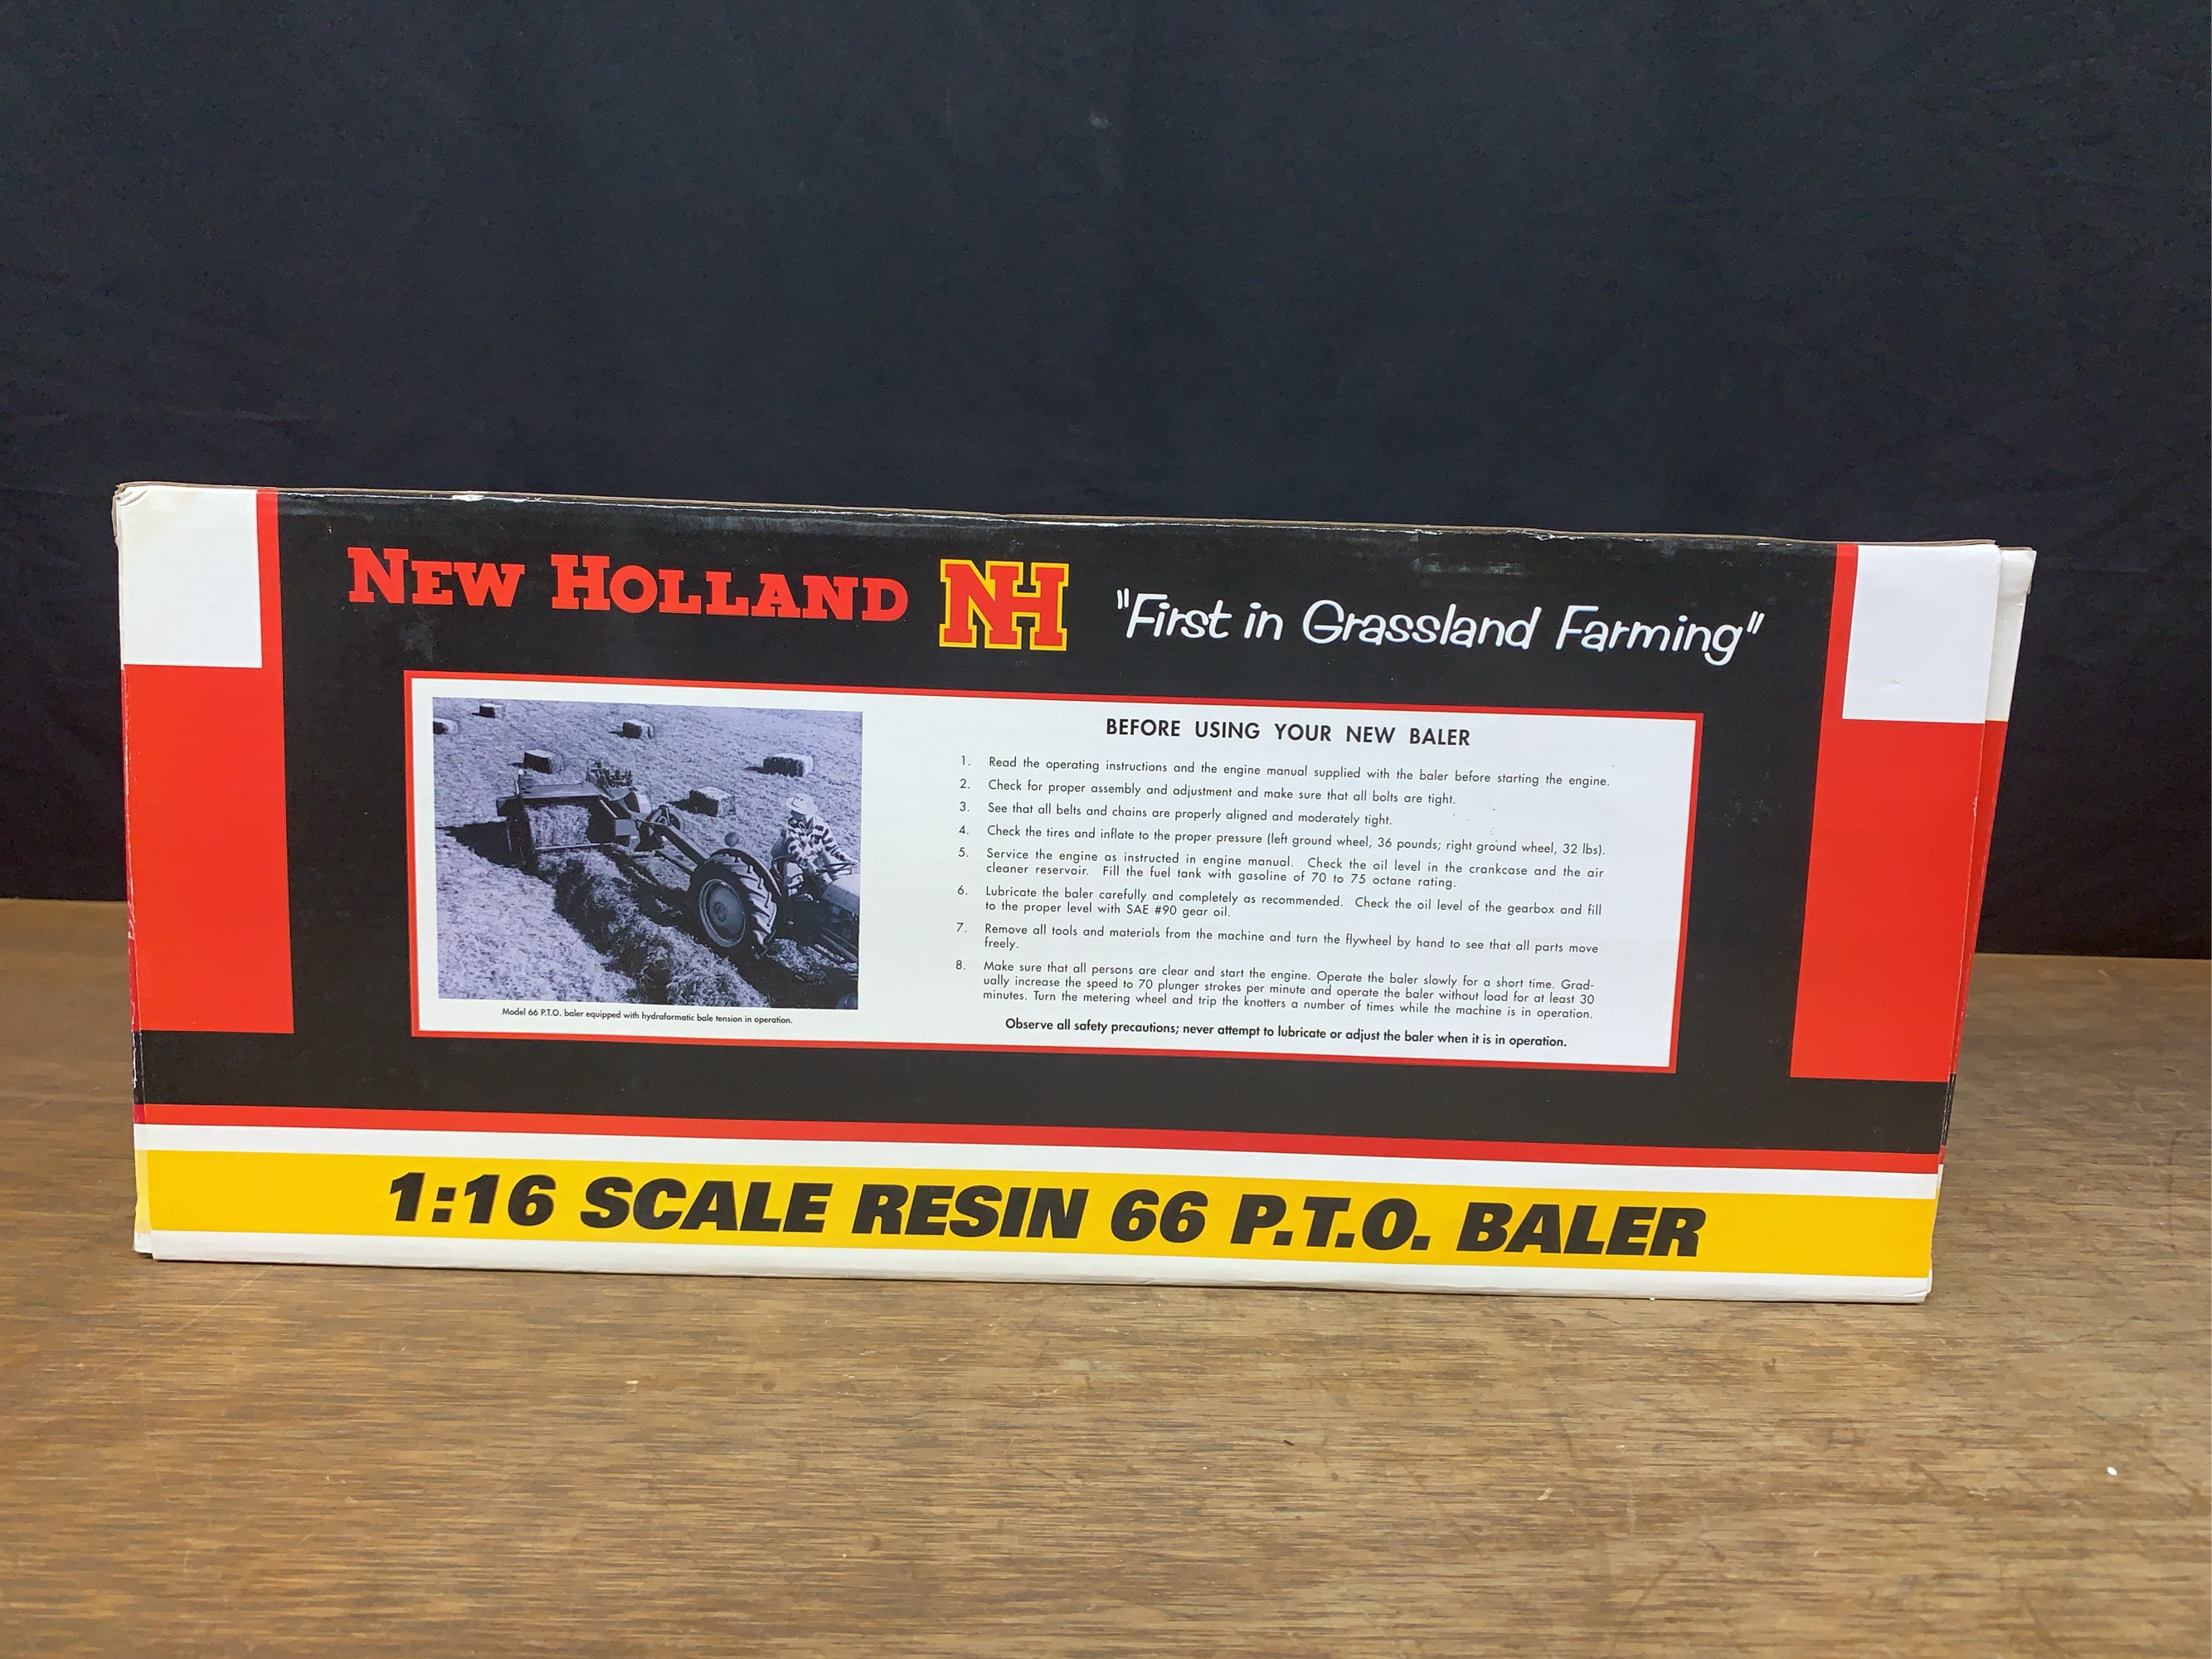 NEW HOLLAND NH "First in Grassland Farming"
BEFORE USING YOUR NEW BALER
1. Read the operating instructions and the engine manual supplied with the baler before starting the engine.
2. Check for proper assembly and adjustment and make sure that all bolts are tight.
3. See that all belts and chains are properly aligned and moderately tight.
4. Check the tires and inflate to the proper pressure (left ground wheel, 36 pounds; right ground wheel, 32 lbs).
5. Service the engine as instructed in engine manual. Check the oil level in the crankcase and the air
cleaner reservoir. Fill the fuel tank with gasoline of 70 to 75 octane rating.
6. Lubricate the baler carefully and completely as recommended. Check the oil level of the gearbox and fill
to the proper level with SAE #90 gear oil.
7. Remove all tools and materials from the machine and turn the flywheel by hand to see that all parts move
freely.
8. Make sure that all persons are clear and start the engine. Operate the baler slowly for a short time. Grad-
ually increase the speed to 70 plunger strokes per minute and operate the baler without load for at least 30
minutes. Turn the metering wheel and trip the knotters a number of times while the machine is in operation.
Observe all safety precautions; never attempt to lubricate or adjust the baler when it is in operation.
Model 66 P.T.O. baler equipped with hydraformatic bale tension in operation.
1:16 SCALE RESIN 66 P.T.O. BALER